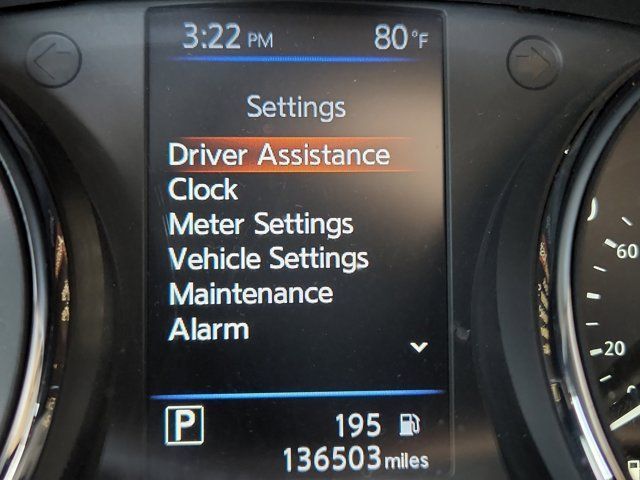 3:22 PM 80°F
Settings
Driver Assistance
Clock
Meter Settings
Vehicle Settings
Maintenance
Alarm
P 195
136503 miles
60
20